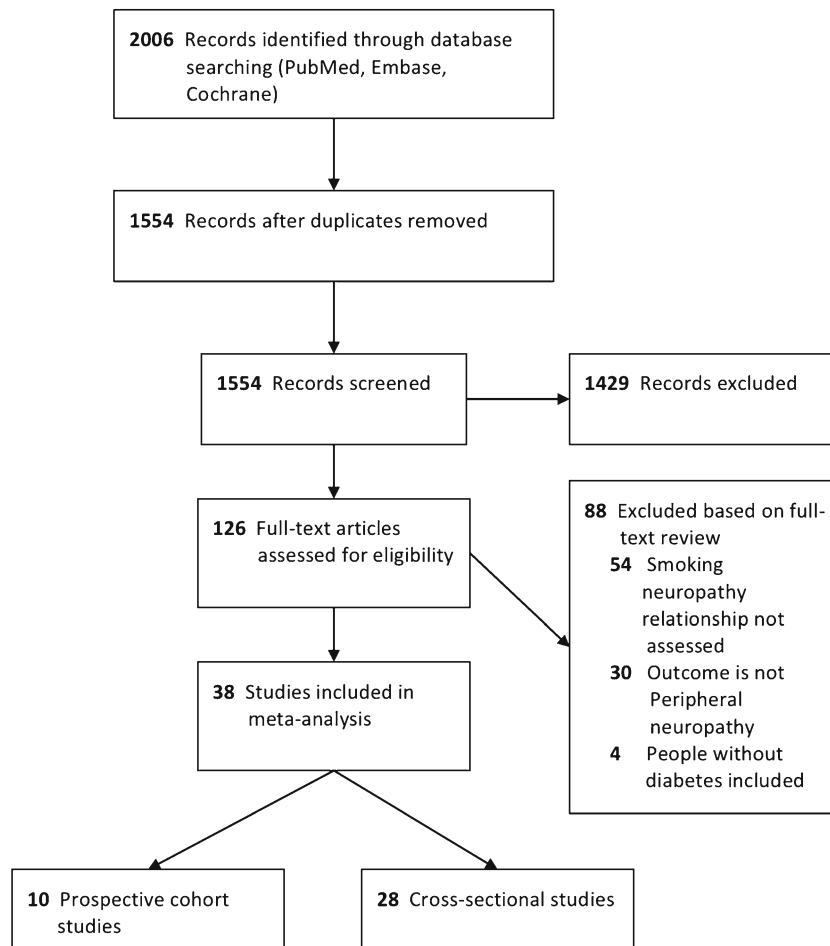 2006 Records identified through database
searching (PubMed, Embase,
Cochrane)
1554 Records after duplicates removed
1554 Records screened
1429 Records excluded
126 Full-text articles
assessed for eligibility
88 Excluded based on full-
text review
54 Smoking
neuropathy
relationship not
assessed
30 Outcome is not
Peripheral
neuropathy
4 People without
diabetes included
38 Studies included in
meta-analysis
10 Prospective cohort
studies
28 Cross-sectional studies